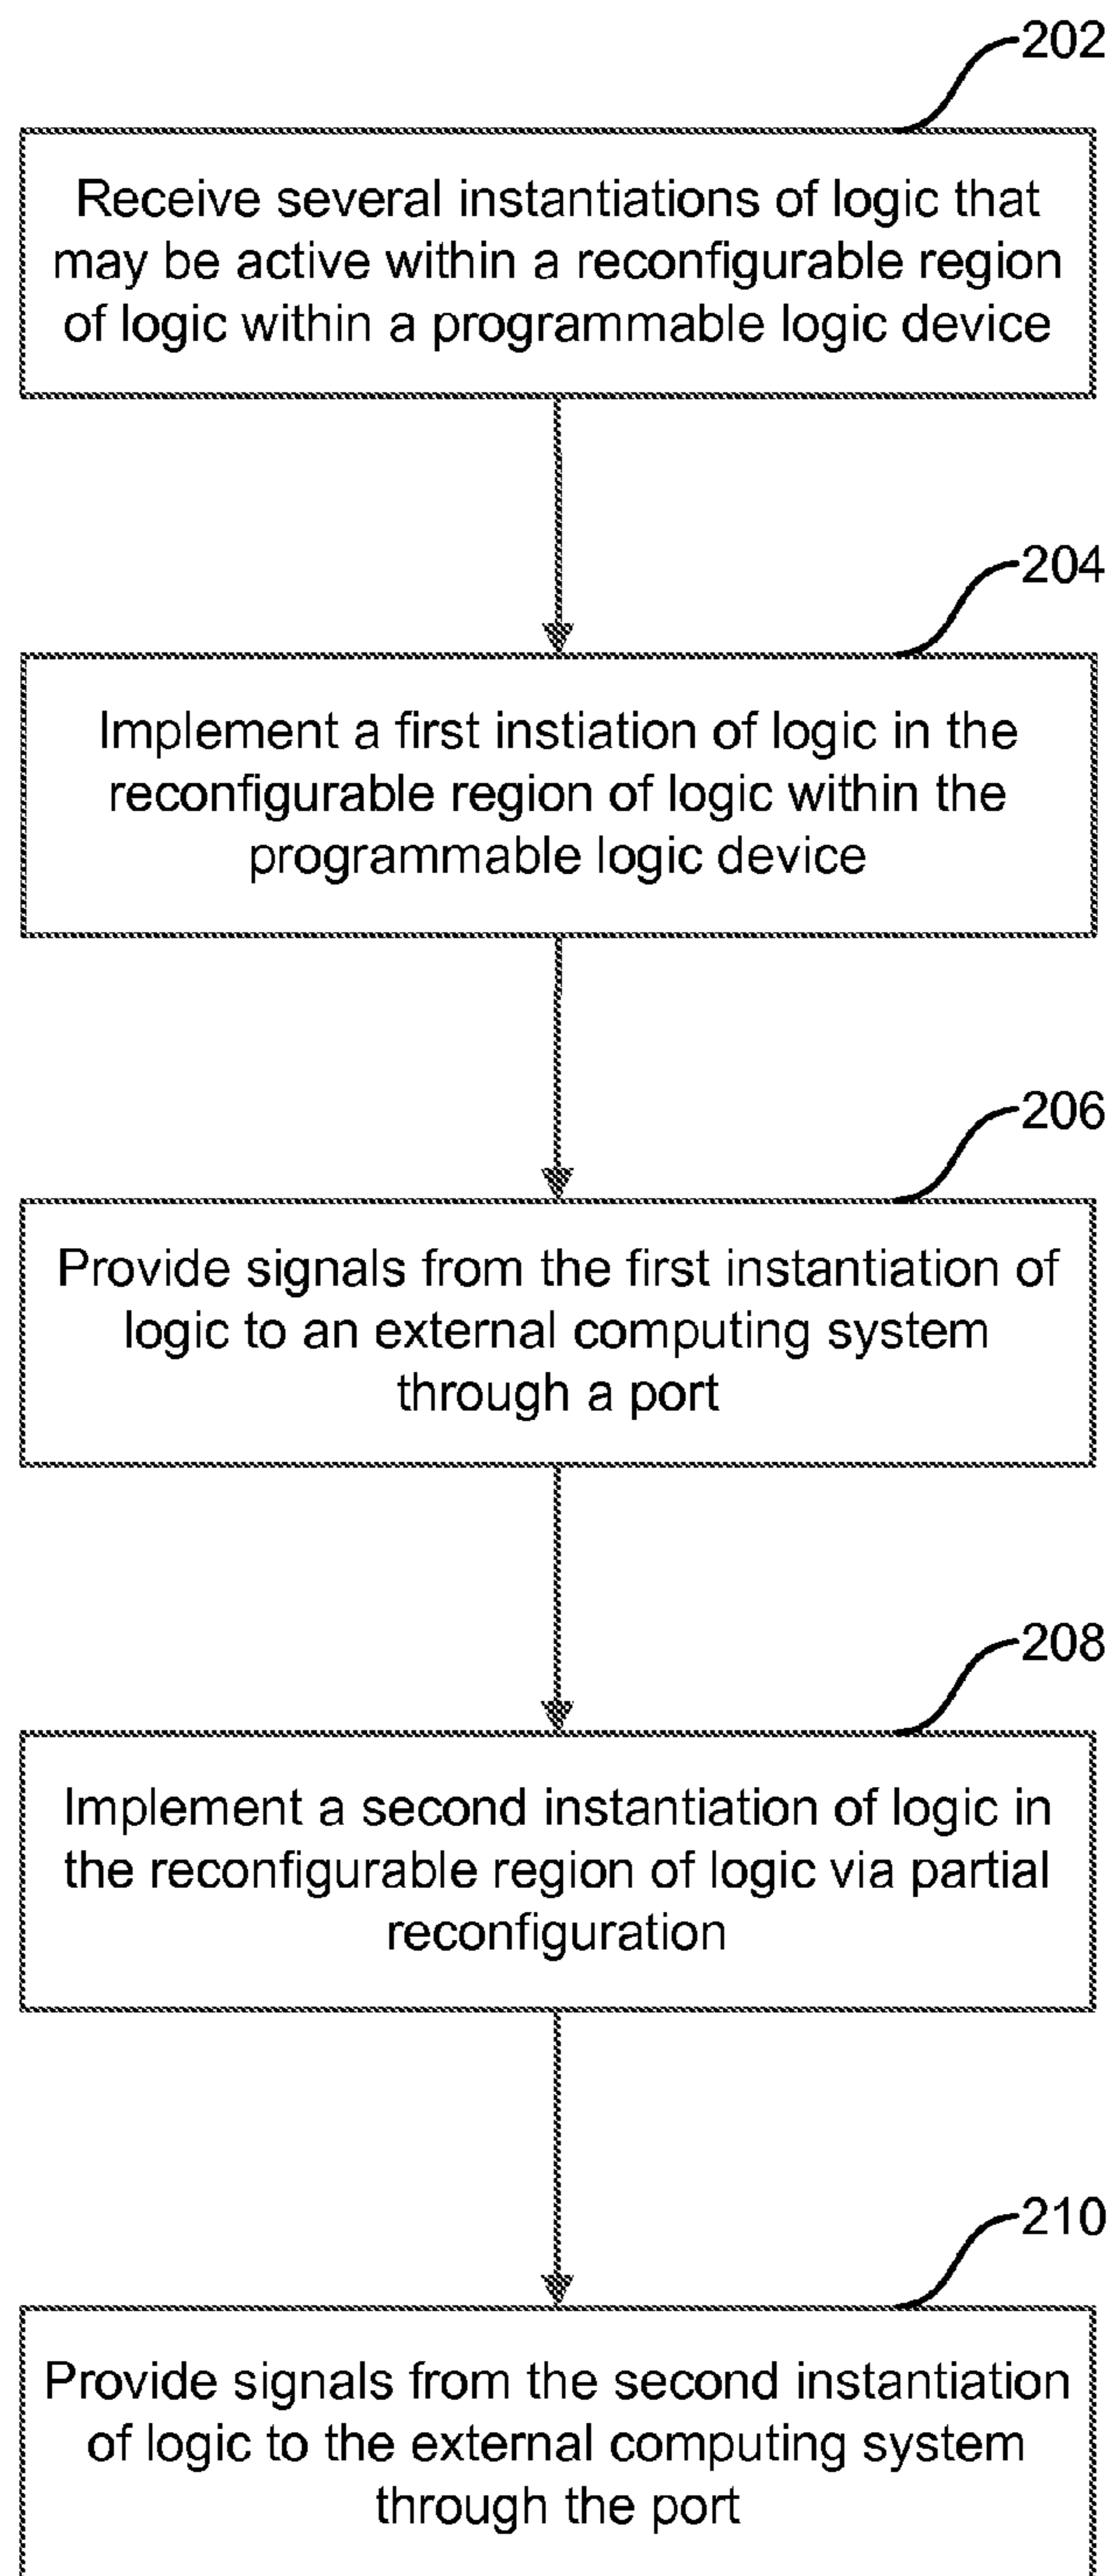 202
Receive several instantiations of logic that
may be active within a reconfigurable region
of logic within a programmable logic device
204
Implement a first instiation of logic in the
reconfigurable region of logic within the
programmable logic device
206
Provide signals from the first instantiation of
logic to an external computing system
through a port
208
Implement a second instantiation of logic in
the reconfigurable region of logic via partial
reconfiguration
210
Provide signals from the second instantiation
of logic to the external computing system
through the port